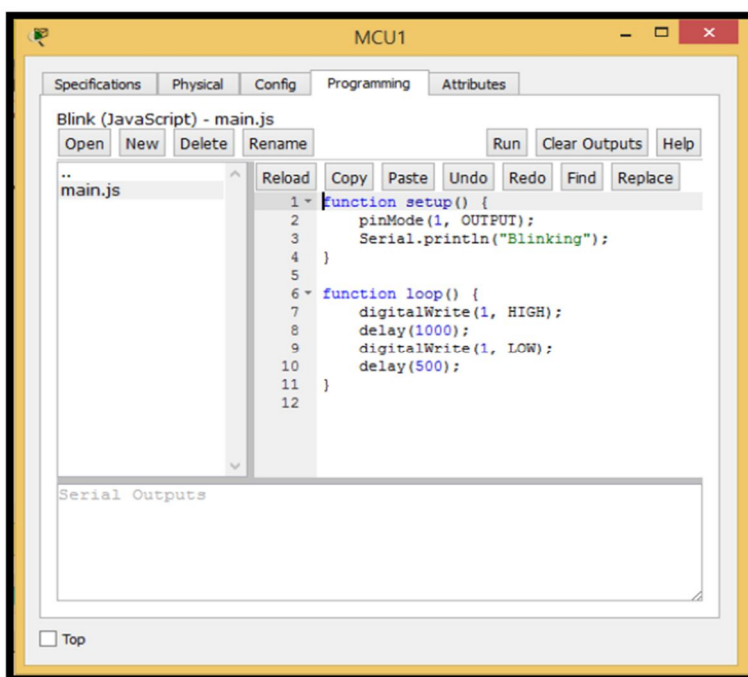 MCU1
Specifications Physical Config Programming Attributes
Blink (JavaScript) - main.js
Open New Delete Rename Run Clear Outputs Help
..
main.js
Reload Copy Paste Undo Redo Find Replace
1 function setup() {
2 pinMode(1, OUTPUT);
3 Serial.println("Blinking");
4 }
5
6 function loop() {
7 digitalWrite(1, HIGH);
8 delay(1000);
9 digitalWrite(1, LOW);
10 delay(500);
11 }
12
Serial Outputs
Top